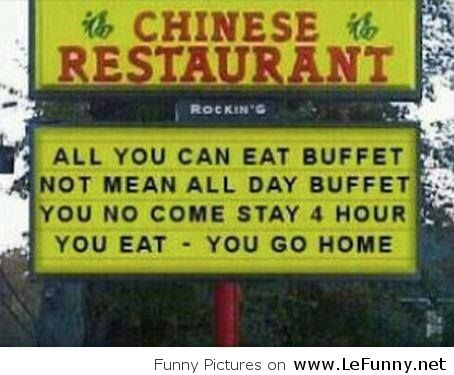 CHINESE
RESTAURANT
ROCKIN'S
ALL YOU CAN EAT BUFFET
NOT MEAN ALL DAY BUFFET
YOU NO COME STAY 4 HOUR
YOU EAT - YOU GO HOME
Funny Pictures on www.LeFunny.net